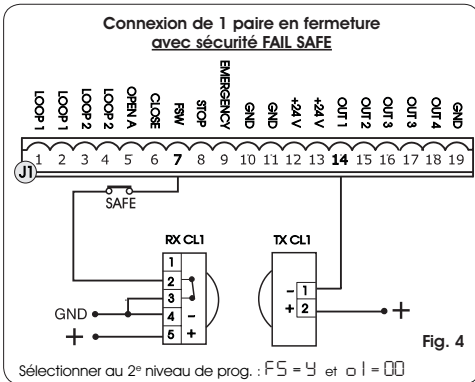 Connexion de 1 paire en fermeture
avec sécurité FAIL SAFE
LOOP 1 LOOP 1 LOOP 2 LOOP 2 OPEN A CLOSE FSW STOP EMERGENCY GND GND +24 V +24 V OUT 1 OUT 2 OUT 3 OUT 3 OUT 4 GND
1 2 3 4 5 6 7 8 9 10 11 12 13 14 15 16 17 18 19
J1
SAFE
RX CL1 TX CL1
1
2
3
GND 4 -
+ 5 +
- 1
+ 2 +
Fig. 4
Sélectionner au 2e niveau de prog. : FS = Y et o1 = 00